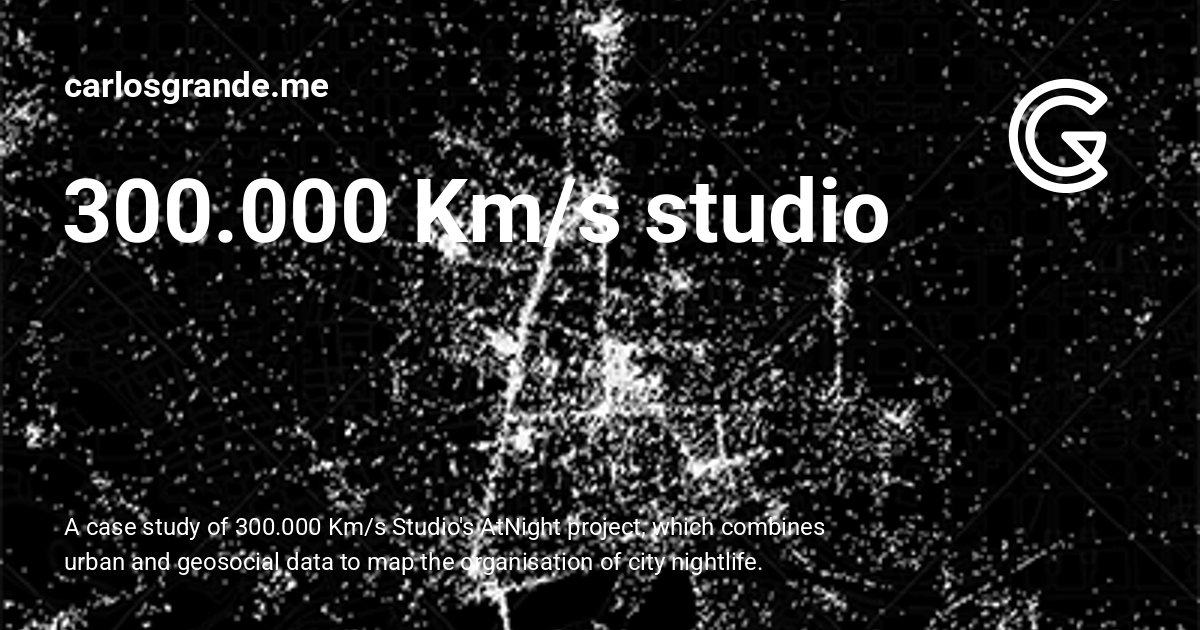 carlosgrande.me
300.000 Km/s studio
A case study of 300.000 Km/s Studio's AtNight project, which combines
urban and geosocial data to map the organisation of city nightlife.